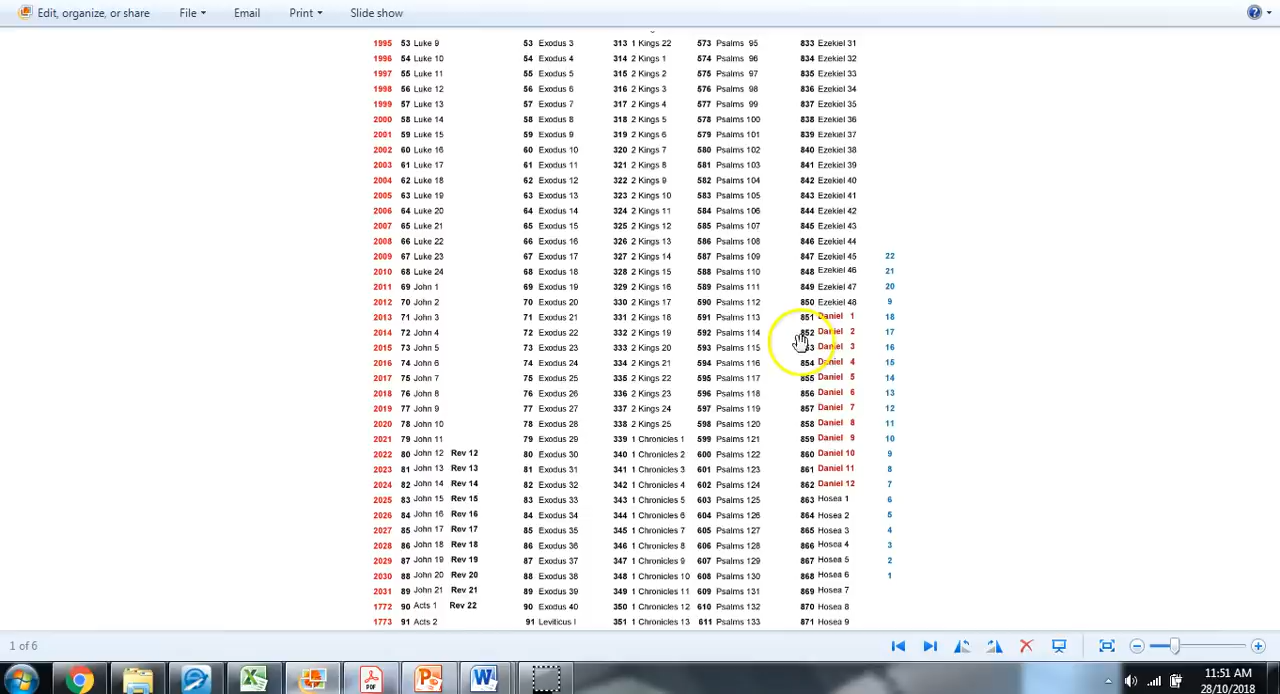 Edit, organize, or share File Email Print Slide show
1995 53 Luke 9 53 Exodus 3 313 1 Kings 22 573 Psalms 95 833 Ezekiel 31
1996 54 Luke 10 54 Exodus 4 314 2 Kings 1 574 Psalms 96 834 Ezekiel 32
1997 55 Luke 11 55 Exodus 5 315 2 Kings 2 575 Psalms 97 835 Ezekiel 33
1998 56 Luke 12 56 Exodus 6 316 2 Kings 3 576 Psalms 98 836 Ezekiel 34
1999 57 Luke 13 57 Exodus 7 317 2 Kings 4 577 Psalms 99 837 Ezekiel 35
2000 58 Luke 14 58 Exodus 8 318 2 Kings 5 578 Psalms 100 838 Ezekiel 36
2001 59 Luke 15 59 Exodus 9 319 2 Kings 6 579 Psalms 101 839 Ezekiel 37
2002 60 Luke 16 60 Exodus 10 320 2 Kings 7 580 Psalms 102 840 Ezekiel 38
2003 61 Luke 17 61 Exodus 11 321 2 Kings 8 581 Psalms 103 841 Ezekiel 39
2004 62 Luke 18 62 Exodus 12 322 2 Kings 9 582 Psalms 104 842 Ezekiel 40
2005 63 Luke 19 63 Exodus 13 323 2 Kings 10 583 Psalms 105 843 Ezekiel 41
2006 64 Luke 20 64 Exodus 14 324 2 Kings 11 584 Psalms 106 844 Ezekiel 42
2007 65 Luke 21 65 Exodus 15 325 2 Kings 12 585 Psalms 107 845 Ezekiel 43
2008 66 Luke 22 66 Exodus 16 326 2 Kings 13 586 Psalms 108 846 Ezekiel 44
2009 67 Luke 23 67 Exodus 17 327 2 Kings 14 587 Psalms 109 847 Ezekiel 45 22
2010 68 Luke 24 68 Exodus 18 328 2 Kings 15 588 Psalms 110 848 Ezekiel 46 21
2011 69 John 1 69 Exodus 19 329 2 Kings 16 589 Psalms 111 849 Ezekiel 47 20
2012 70 John 2 70 Exodus 20 330 2 Kings 17 590 Psalms 112 850 Ezekiel 48 9
2013 71 John 3 71 Exodus 21 331 2 Kings 18 591 Psalms 113 851 Daniel 1 18
2014 72 John 4 72 Exodus 22 332 2 Kings 19 592 Psalms 114 852 Daniel 2 17
2015 73 John 5 73 Exodus 23 333 2 Kings 20 593 Psalms 115 Daniel 3 16
2016 74 John 6 74 Exodus 24 334 2 Kings 21 594 Psalms 116 854 Daniel 4 15
2017 75 John 7 75 Exodus 25 335 2 Kings 22 595 Psalms 117 855 Daniel 5 14
2018 76 John 8 76 Exodus 26 336 2 Kings 23 596 Psalms 118 856 Daniel 6 13
2019 77 John 9 77 Exodus 27 337 2 Kings 24 597 Psalms 119 857 Daniel 7 12
2020 78 John 10 78 Exodus 28 338 2 Kings 25 598 Psalms 120 858 Daniel 8 11
2021 79 John 11 79 Exodus 29 339 1 Chronicles 1 599 Psalms 121 859 Daniel 9 10
2022 80 John 12 Rev 12 80 Exodus 30 340 1 Chronicles 2 600 Psalms 122 860 Daniel 10 9
2023 81 John 13 Rev 13 80 Exodus 31 341 1 Chronicles 3 601 Psalms 123 861 Daniel 11 8
2024 82 John 14 Rev 14 82 Exodus 32 342 1 Chronicles 4 602 Psalms 124 862 Daniel 12 7
2025 83 John 15 Rev 15 83 Exodus 33 343 1 Chronicles 5 603 Psalms 125 863 Hosea 1 6
2026 84 John 16 Rev 16 84 Exodus 34 344 1 Chronicles 6 604 Psalms 126 864 Hosea 2 5
2027 85 John 17 Rev 17 85 Exodus 35 345 1 Chronicles 7 605 Psalms 127 865 Hosea 3 4
2028 86 John 18 Rev 18 86 Exodus 36 346 1 Chronicles 8 606 Psalms 128 866 Hosea 4 3
2029 87 John 19 Rev 19 87 Exodus 37 347 1 Chronicles 9 607 Psalms 129 867 Hosea 5 2
2030 88 John 20 Rev 20 88 Exodus 38 348 1 Chronicles 10 608 Psalms 130 868 Hosea 6 1
2031 89 John 21 Rev 21 89 Exodus 39 349 1 Chronicles 11 609 Psalms 131 869 Hosea 7
1772 90 Acts 1 Rev 22 90 Exodus 40 350 1 Chronicles 12 610 Psalms 132 870 Hosea 8
1773 91 Acts 2 91 Leviticus I 351 1 Chronicles 13 611 Psalms 133 871 Hosea 9
1 of 6
11:51 AM
28/10/2018